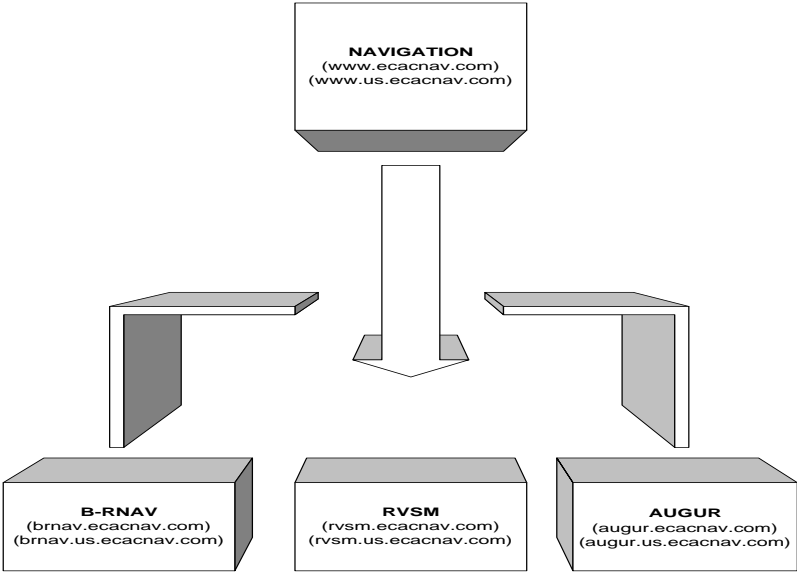 NAVIGATION
(www.ecacnav.com)
(www.us.ecacnav.com)
B-RNAV
(brnav.ecacnav.com)
(brnav.us.ecacnav.com)
RVSM
(rvsm.ecacnav.com)
(rvsm.us.ecacnav.com)
AUGUR
(augur.ecacnav.com)
(augur.us.ecacnav.com)